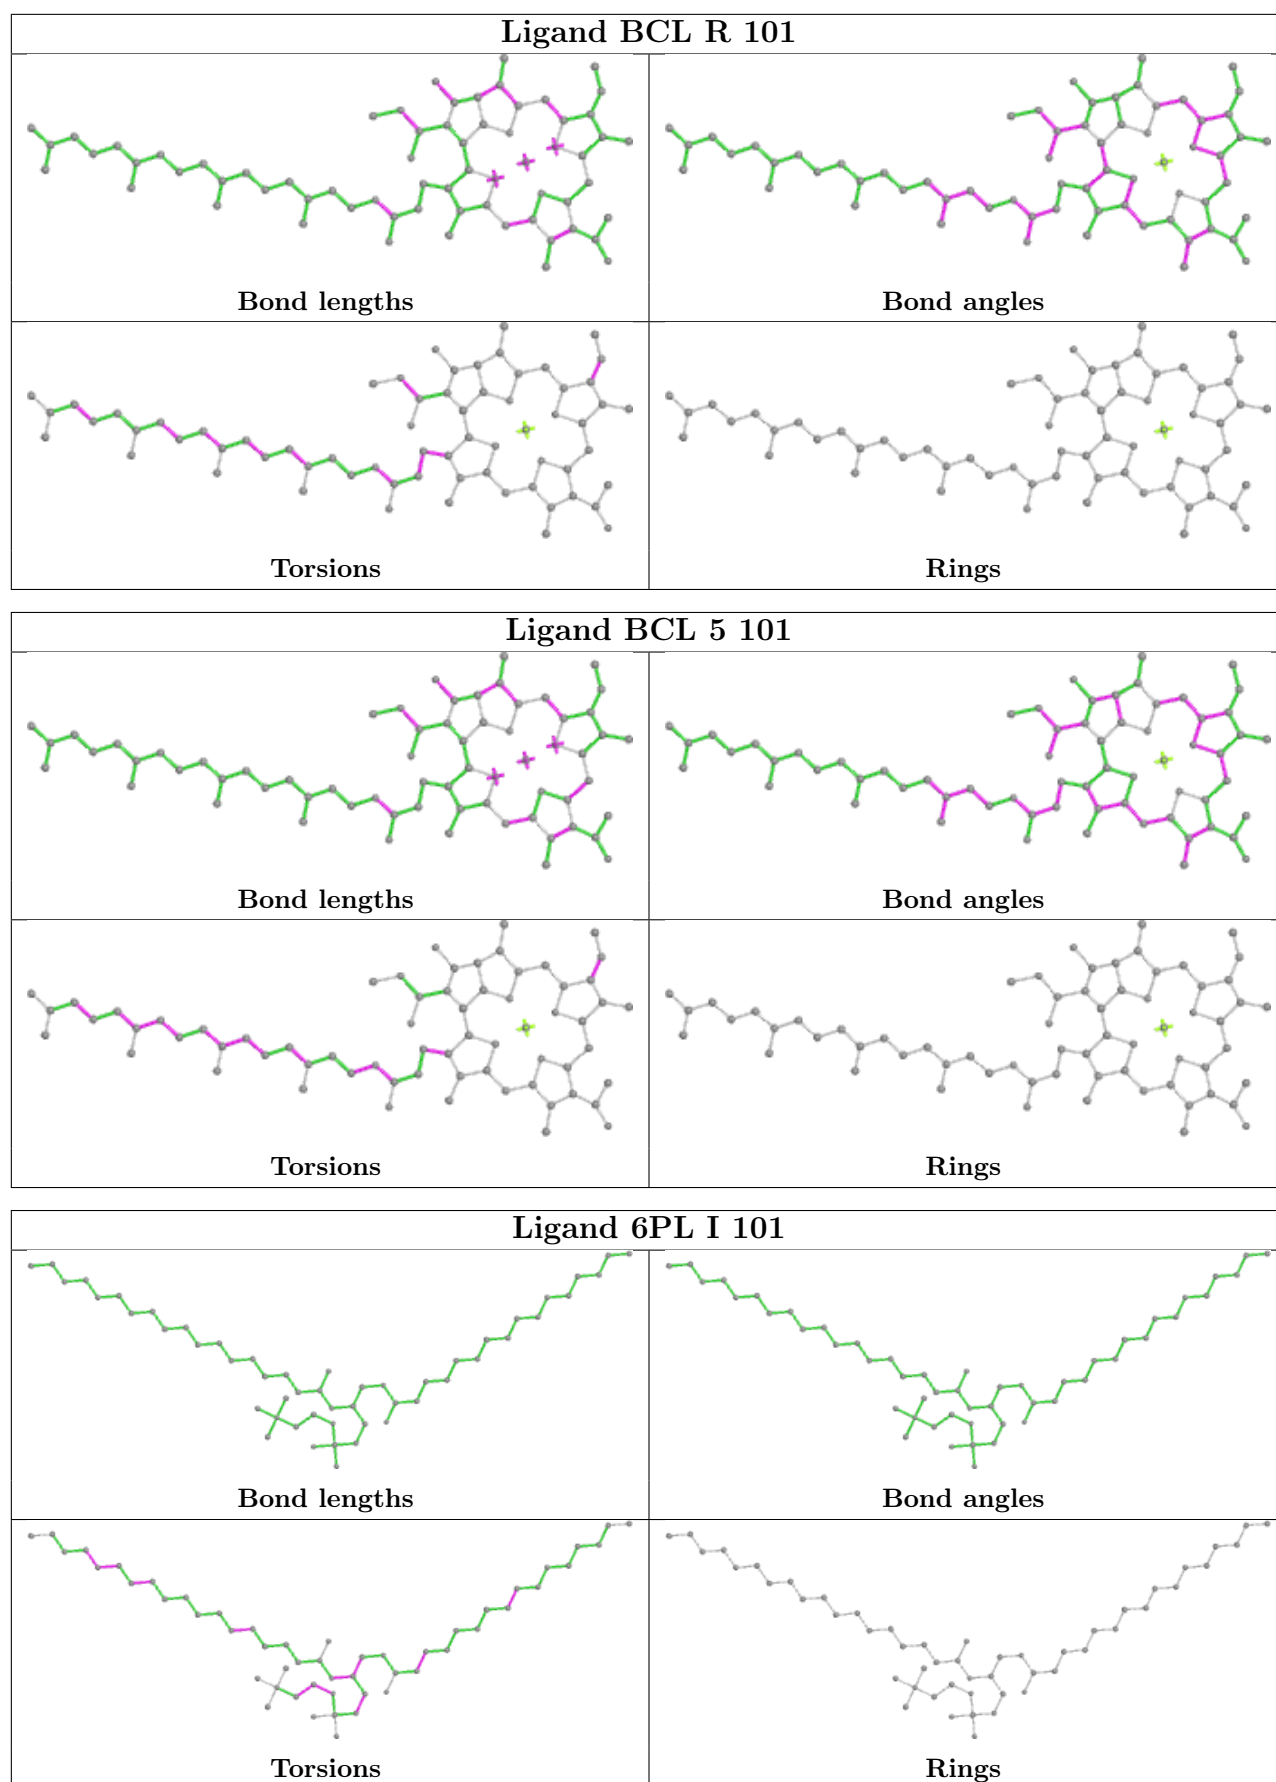 Ligand BCL R 101
Bond lengths
Bond angles
Torsions
Rings
Ligand BCL 5 101
Bond lengths
Bond angles
Torsions
Rings
Ligand 6PL I 101
Bond lengths
Bond angles
Torsions
Rings